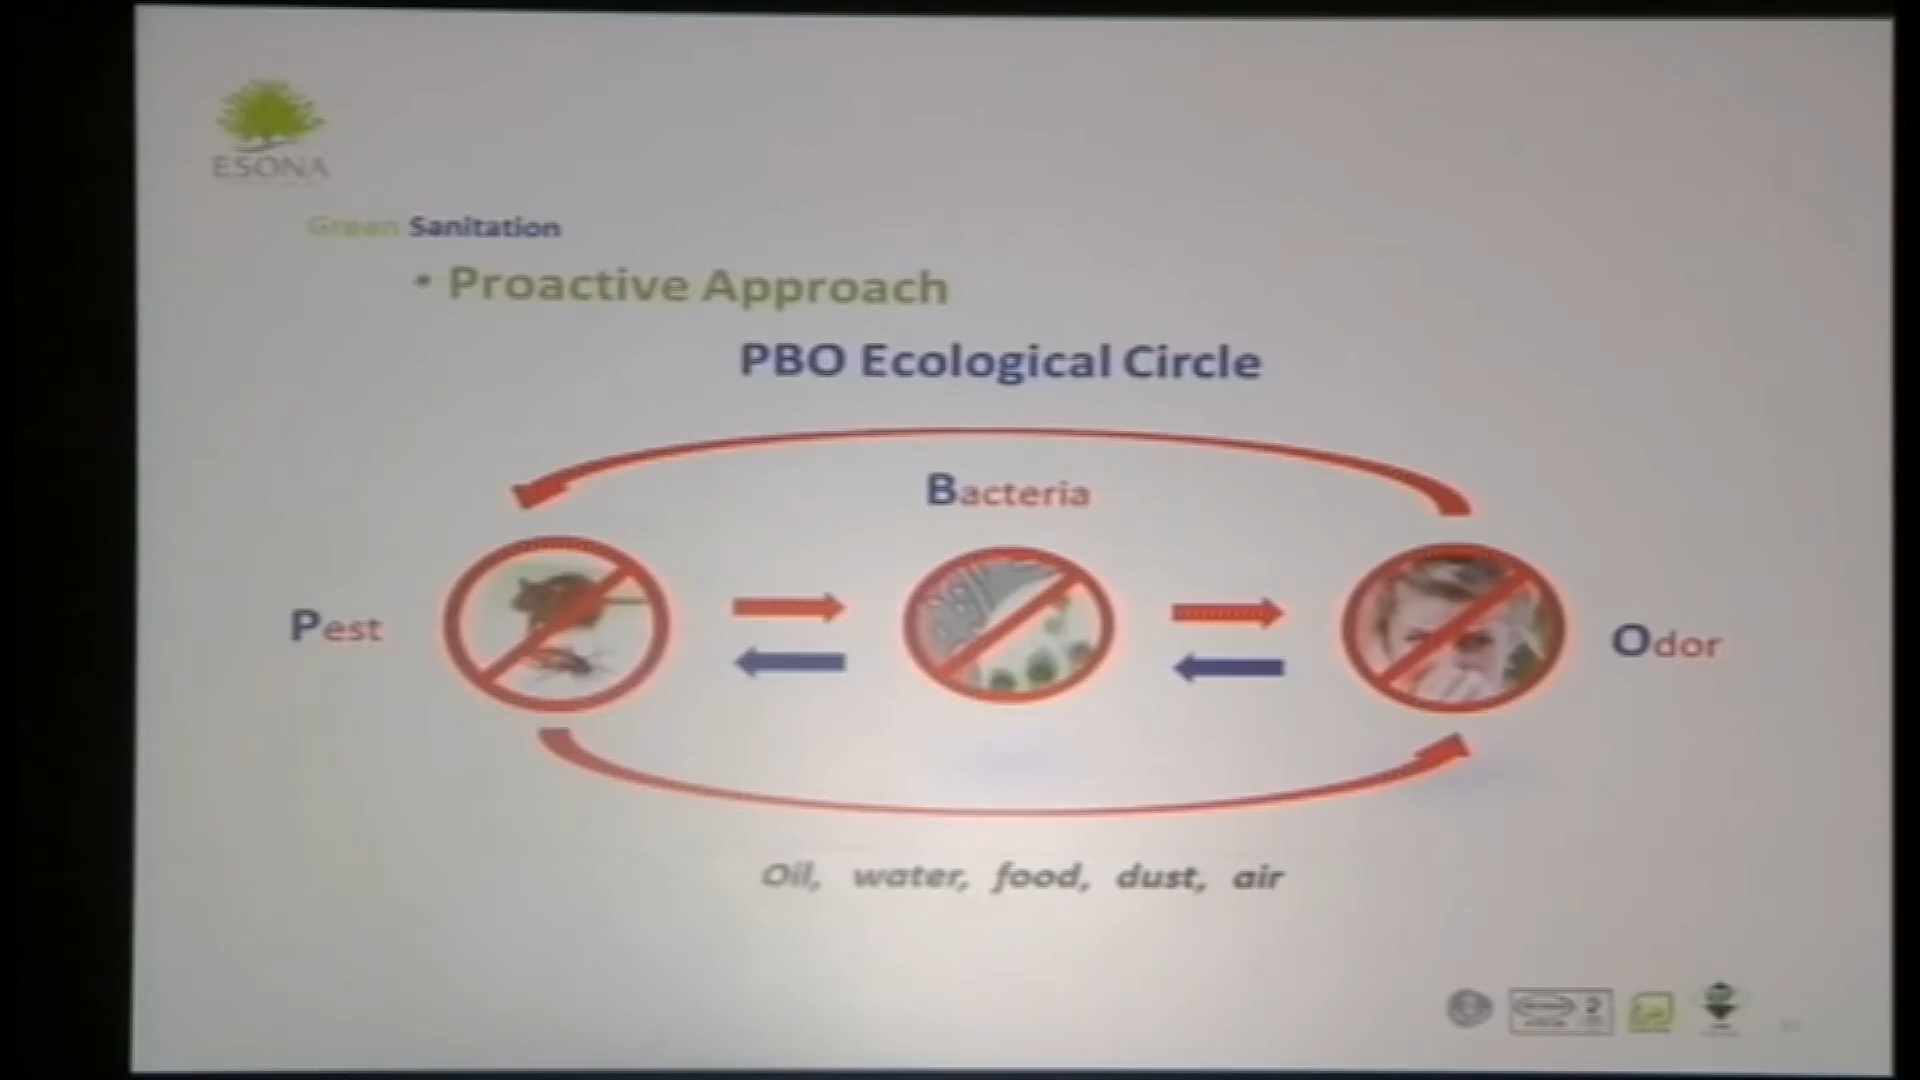 ESONA
Green Sanitation
• Proactive Approach
PBO Ecological Circle
Bacteria
Pest
Odor
Oil, water, food, dust, air